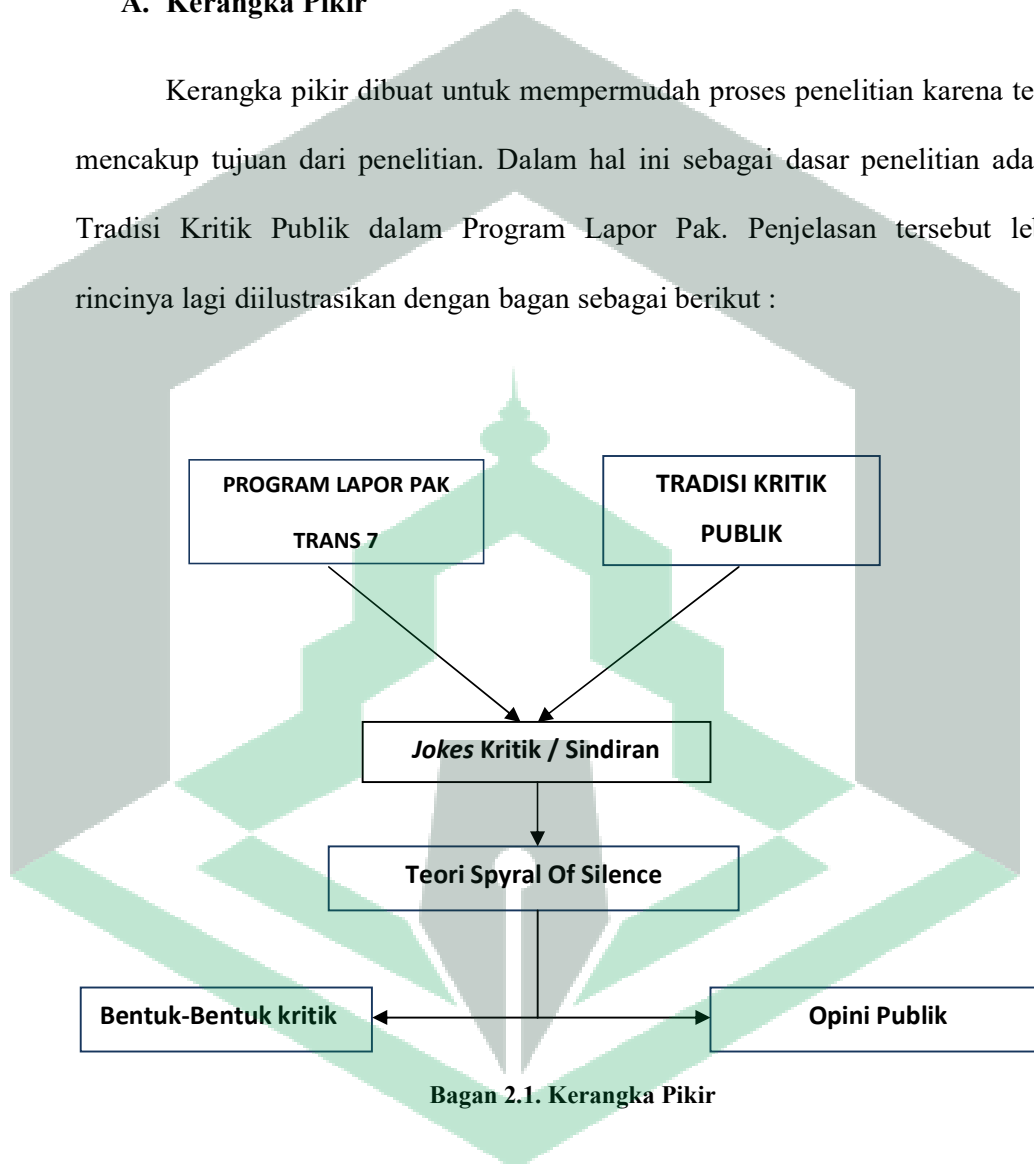 A. Kerangka Pikir
Kerangka pikir dibuat untuk mempermudah proses penelitian karena
mencakup tujuan dari penelitian. Dalam hal ini sebagai dasar penelitian
Tradisi Kritik Publik dalam Program Lapor Pak. Penjelasan tersebut
rincinya lagi diilustrasikan dengan bagan sebagai berikut :
PROGRAM LAPOR PAK
TRANS 7
TRADISI KRITIK
PUBLIK
Jokes Kritik / Sindiran
Teori Spyral Of Silence
Bentuk-Bentuk kritik
Opini Publik
Bagan 2.1. Kerangka Pikir